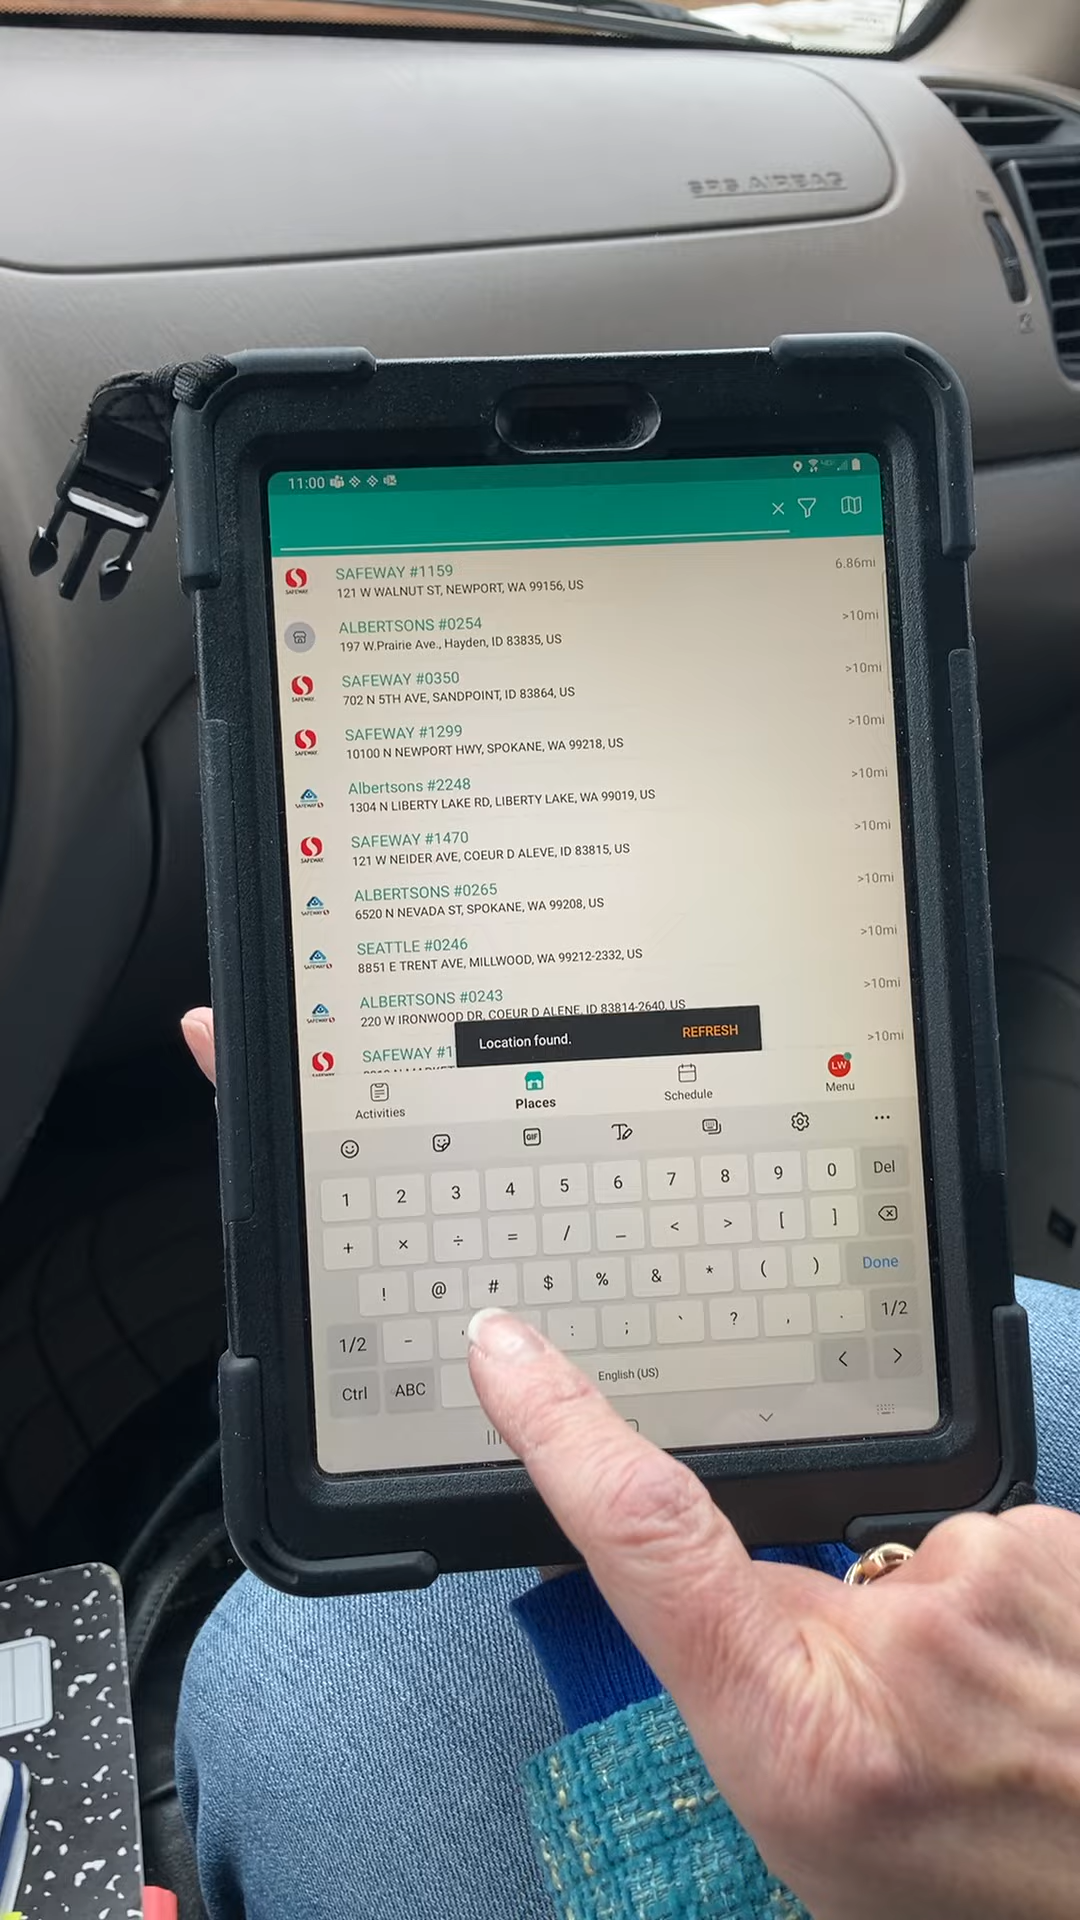 SRS AIRBAG
11:00
SAFEWAY #1159
6.86mi
121 W WALNUT ST, NEWPORT, WA 99156, US
ALBERTSONS #0254
>10mi
197 W.Prairie Ave., Hayden, ID 83835, US
SAFEWAY #0350
>10mi
702 N 5TH AVE, SANDPOINT, ID 83864, US
SAFEWAY #1299
>10mi
10100 N NEWPORT HWY, SPOKANE, WA 99218, US
Albertsons #2248
>10mi
1304 N LIBERTY LAKE RD, LIBERTY LAKE, WA 99019, US
SAFEWAY #1470
>10mi
121 W NEIDER AVE, COEUR D ALEVE, ID 83815, US
ALBERTSONS #0265
>10mi
6520 N NEVADA ST, SPOKANE, WA 99208, US
SEATTLE #0246
>10mi
8851 E TRENT AVE, MILLWOOD, WA 99212-2332, US
ALBERTSONS #0243
>10mi
220 W IRONWOOD DR, COEUR D ALENE, ID 83814-2640, US
SAFEWAY #1
>10mi
Location found. REFRESH
LW
Activities Places Schedule Menu
GIF
1 2 3 4 5 6 7 8 9 0 Del
+ × ÷ = / _ < > [ ]
! @ # $ % & * ( ) Done
1/2 - ' : ; ` ? , . 1/2
Ctrl ABC English (US) < >